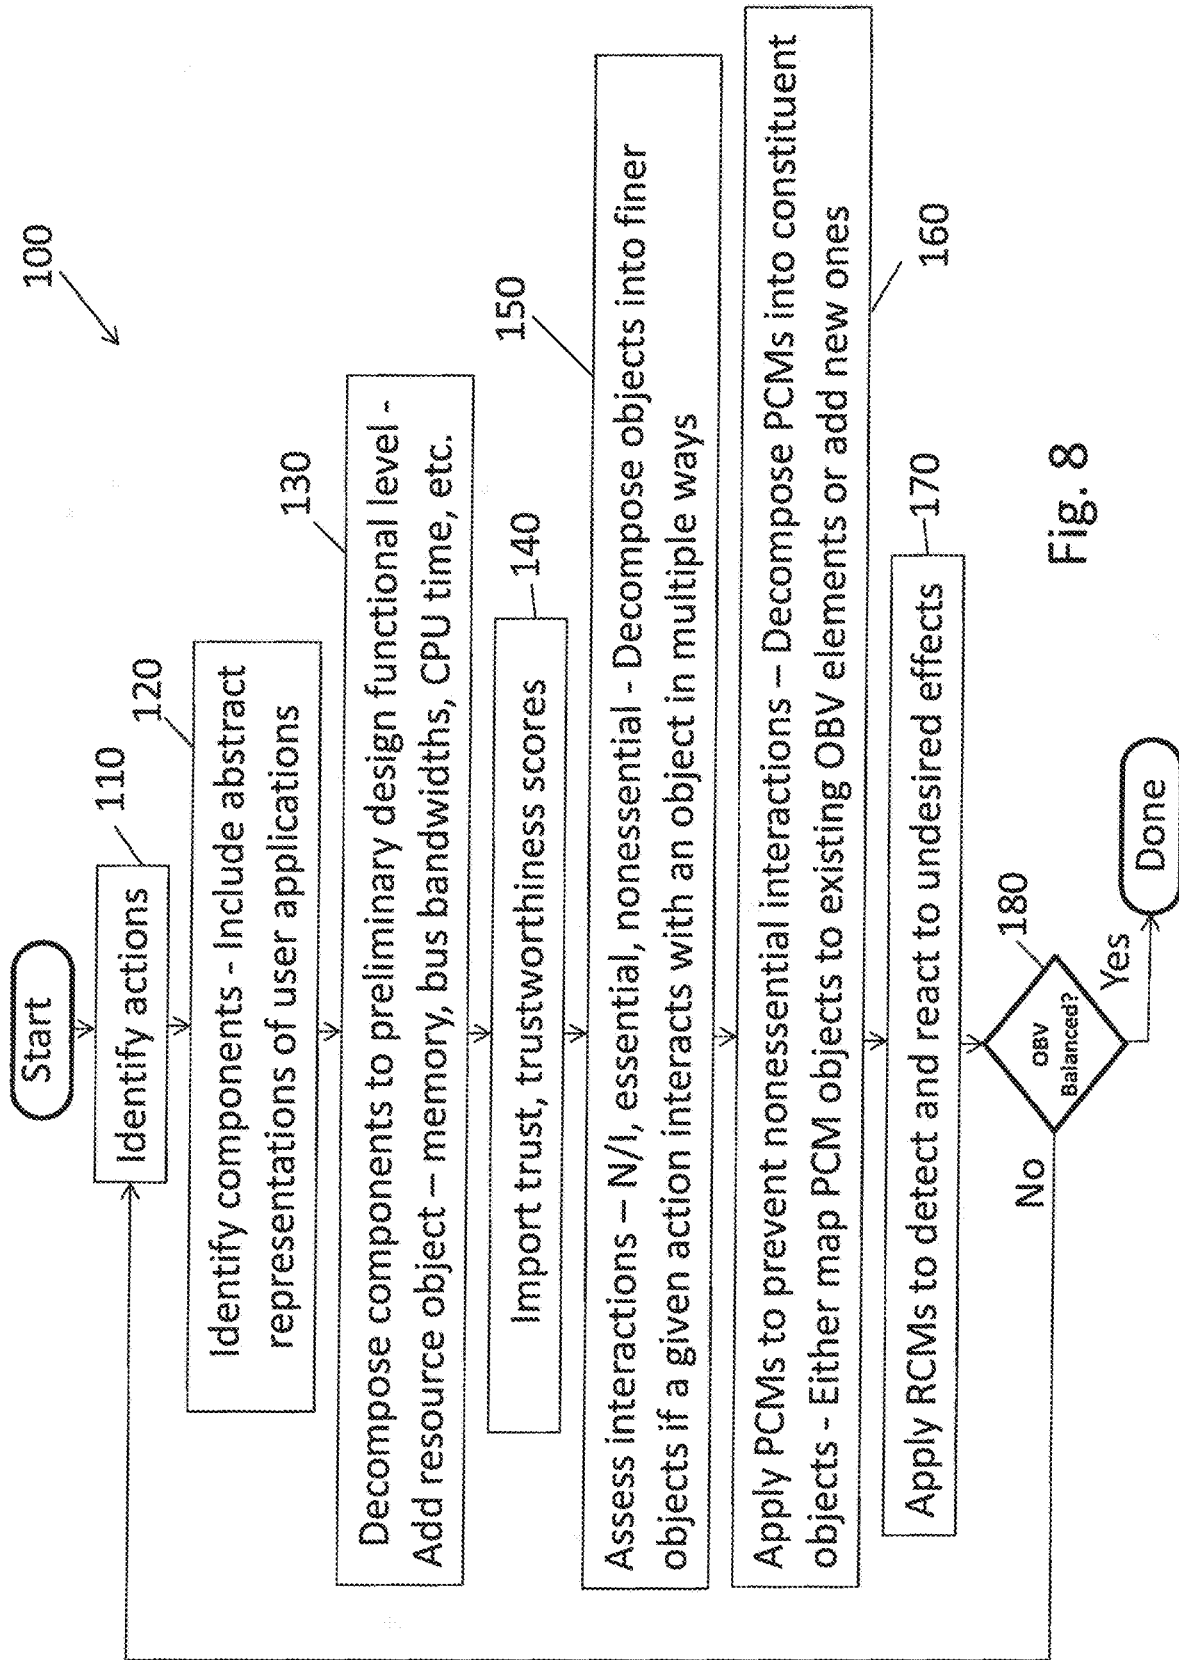 100
Start
Identify actions
110
Identify components - Include abstract
representations of user applications
120
Decompose components to preliminary design functional level -
Add resource object – memory, bus bandwidths, CPU time, etc.
130
Import trust, trustworthiness scores
140
Assess interactions – N/I, essential, nonessential - Decompose objects into finer
objects if a given action interacts with an object in multiple ways
150
Apply PCMs to prevent nonessential interactions – Decompose PCMs into constituent
objects - Either map PCM objects to existing OBV elements or add new ones
160
Apply RCMs to detect and react to undesired effects
170
OBV
Balanced?
180
No
Yes
Done
Fig. 8